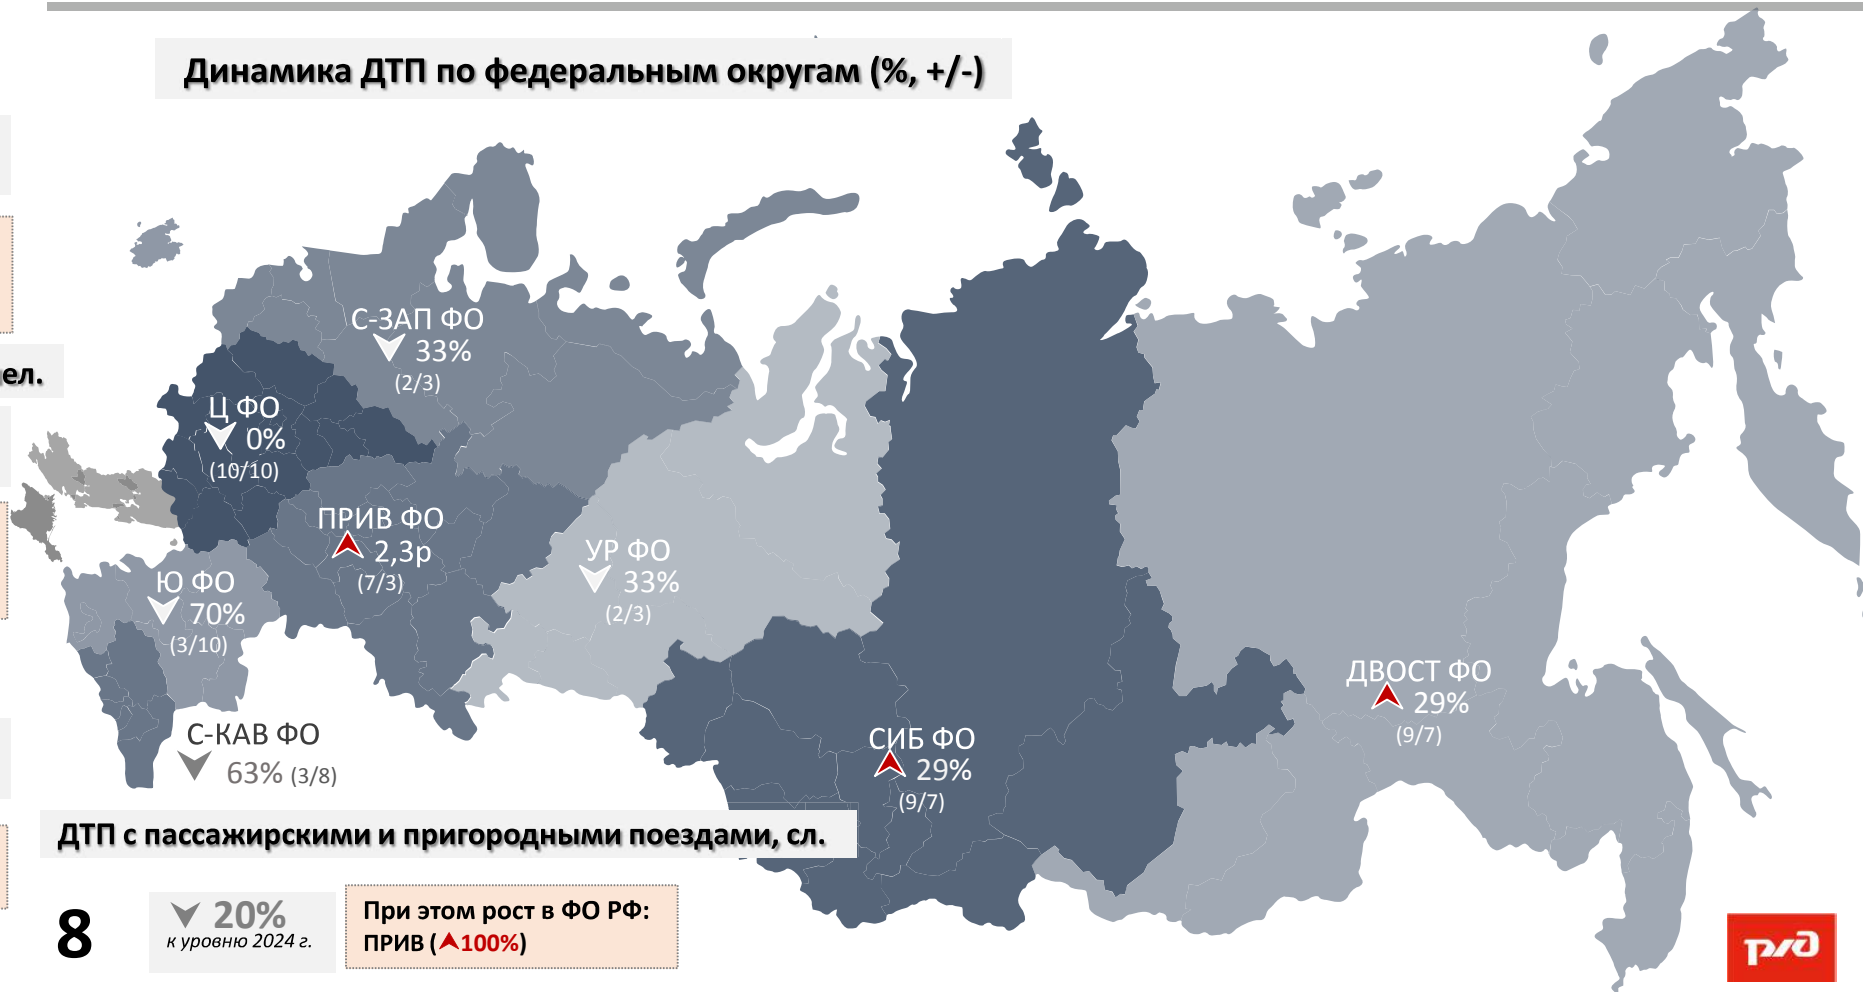 Динамика ДТП по федеральным округам (%, +/-)
С-ЗАП ФО
33%
(2/3)
ел.
Ц ФО
0%
(10/10)
ПРИВ ФО
2,3р
(7/3)
УР ФО
33%
(2/3)
Ю ФО
70%
(3/10)
ДВОСТ ФО
29%
(9/7)
С-КАВ ФО
63% (3/8)
СИБ ФО
29%
(9/7)
ДТП с пассажирскими и пригородными поездами, сл.
8
20%
к уровню 2024 г.
При этом рост в ФО РФ:
ПРИВ (100%)
ржд